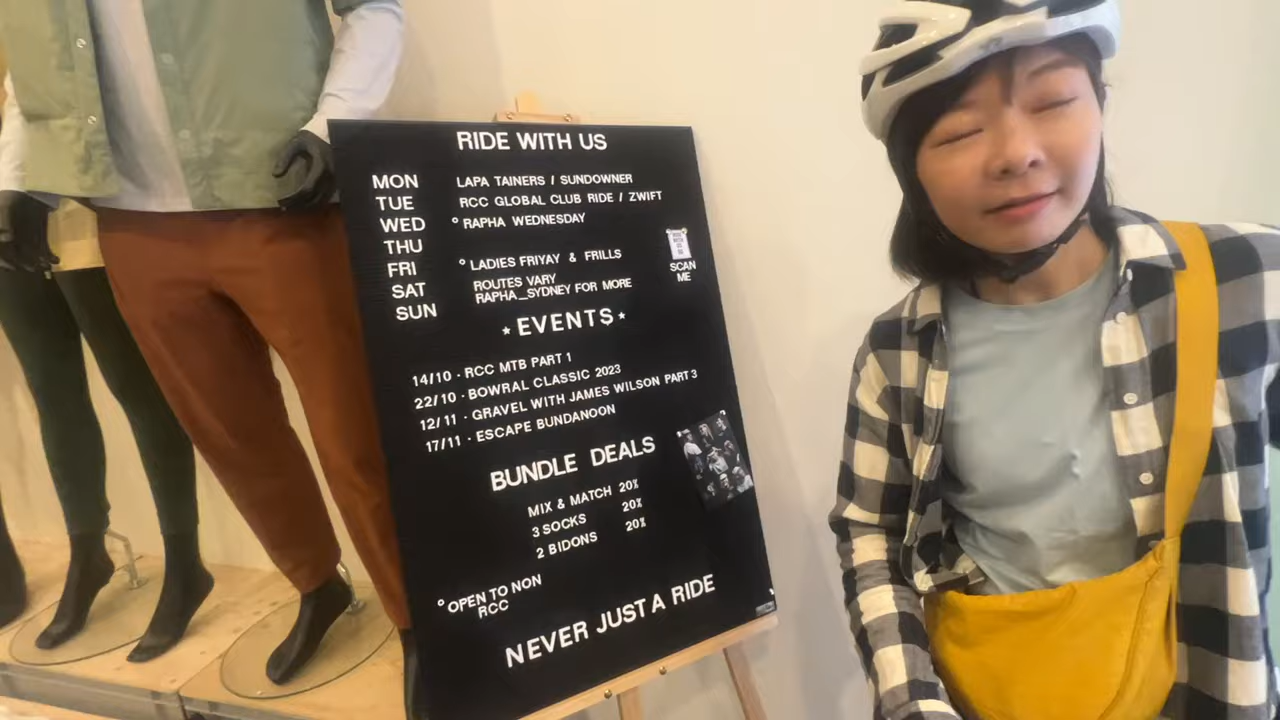 RIDE WITH US
MON LAPA TAINERS / SUNDOWNER
TUE RCC GLOBAL CLUB RIDE / ZWIFT
WED ° RAPHA WEDNESDAY
THU
FRI ° LADIES FRIYAY & FRILLS
SAT ROUTES VARY
SUN RAPHA_SYDNEY FOR MORE
SCAN
ME
★ EVENTS ★
14/10 · RCC MTB PART 1
22/10 · BOWRAL CLASSIC 2023
12/11 · GRAVEL WITH JAMES WILSON PART 3
17/11 · ESCAPE BUNDANOON
BUNDLE DEALS
MIX & MATCH 20%
3 SOCKS 20%
2 BIDONS 20%
° OPEN TO NON
RCC
NEVER JUST A RIDE